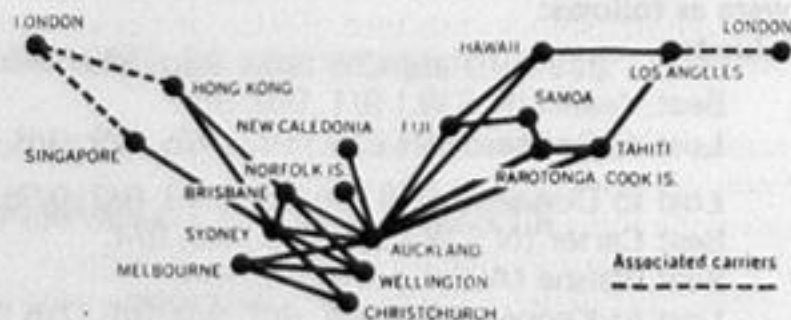 LONDON
HONG KONG
NEW CALEDONIA
SINGAPORE
NORFOLK IS.
BRISBANE
SYDNEY
MELBOURNE
AUCKLAND
WELLINGTON
CHRISTCHURCH
HAWAII
LONDON
LOS ANGELES
SAMOA
FIJI
TAHITI
RAROTONGA COOK IS.
Associated carriers